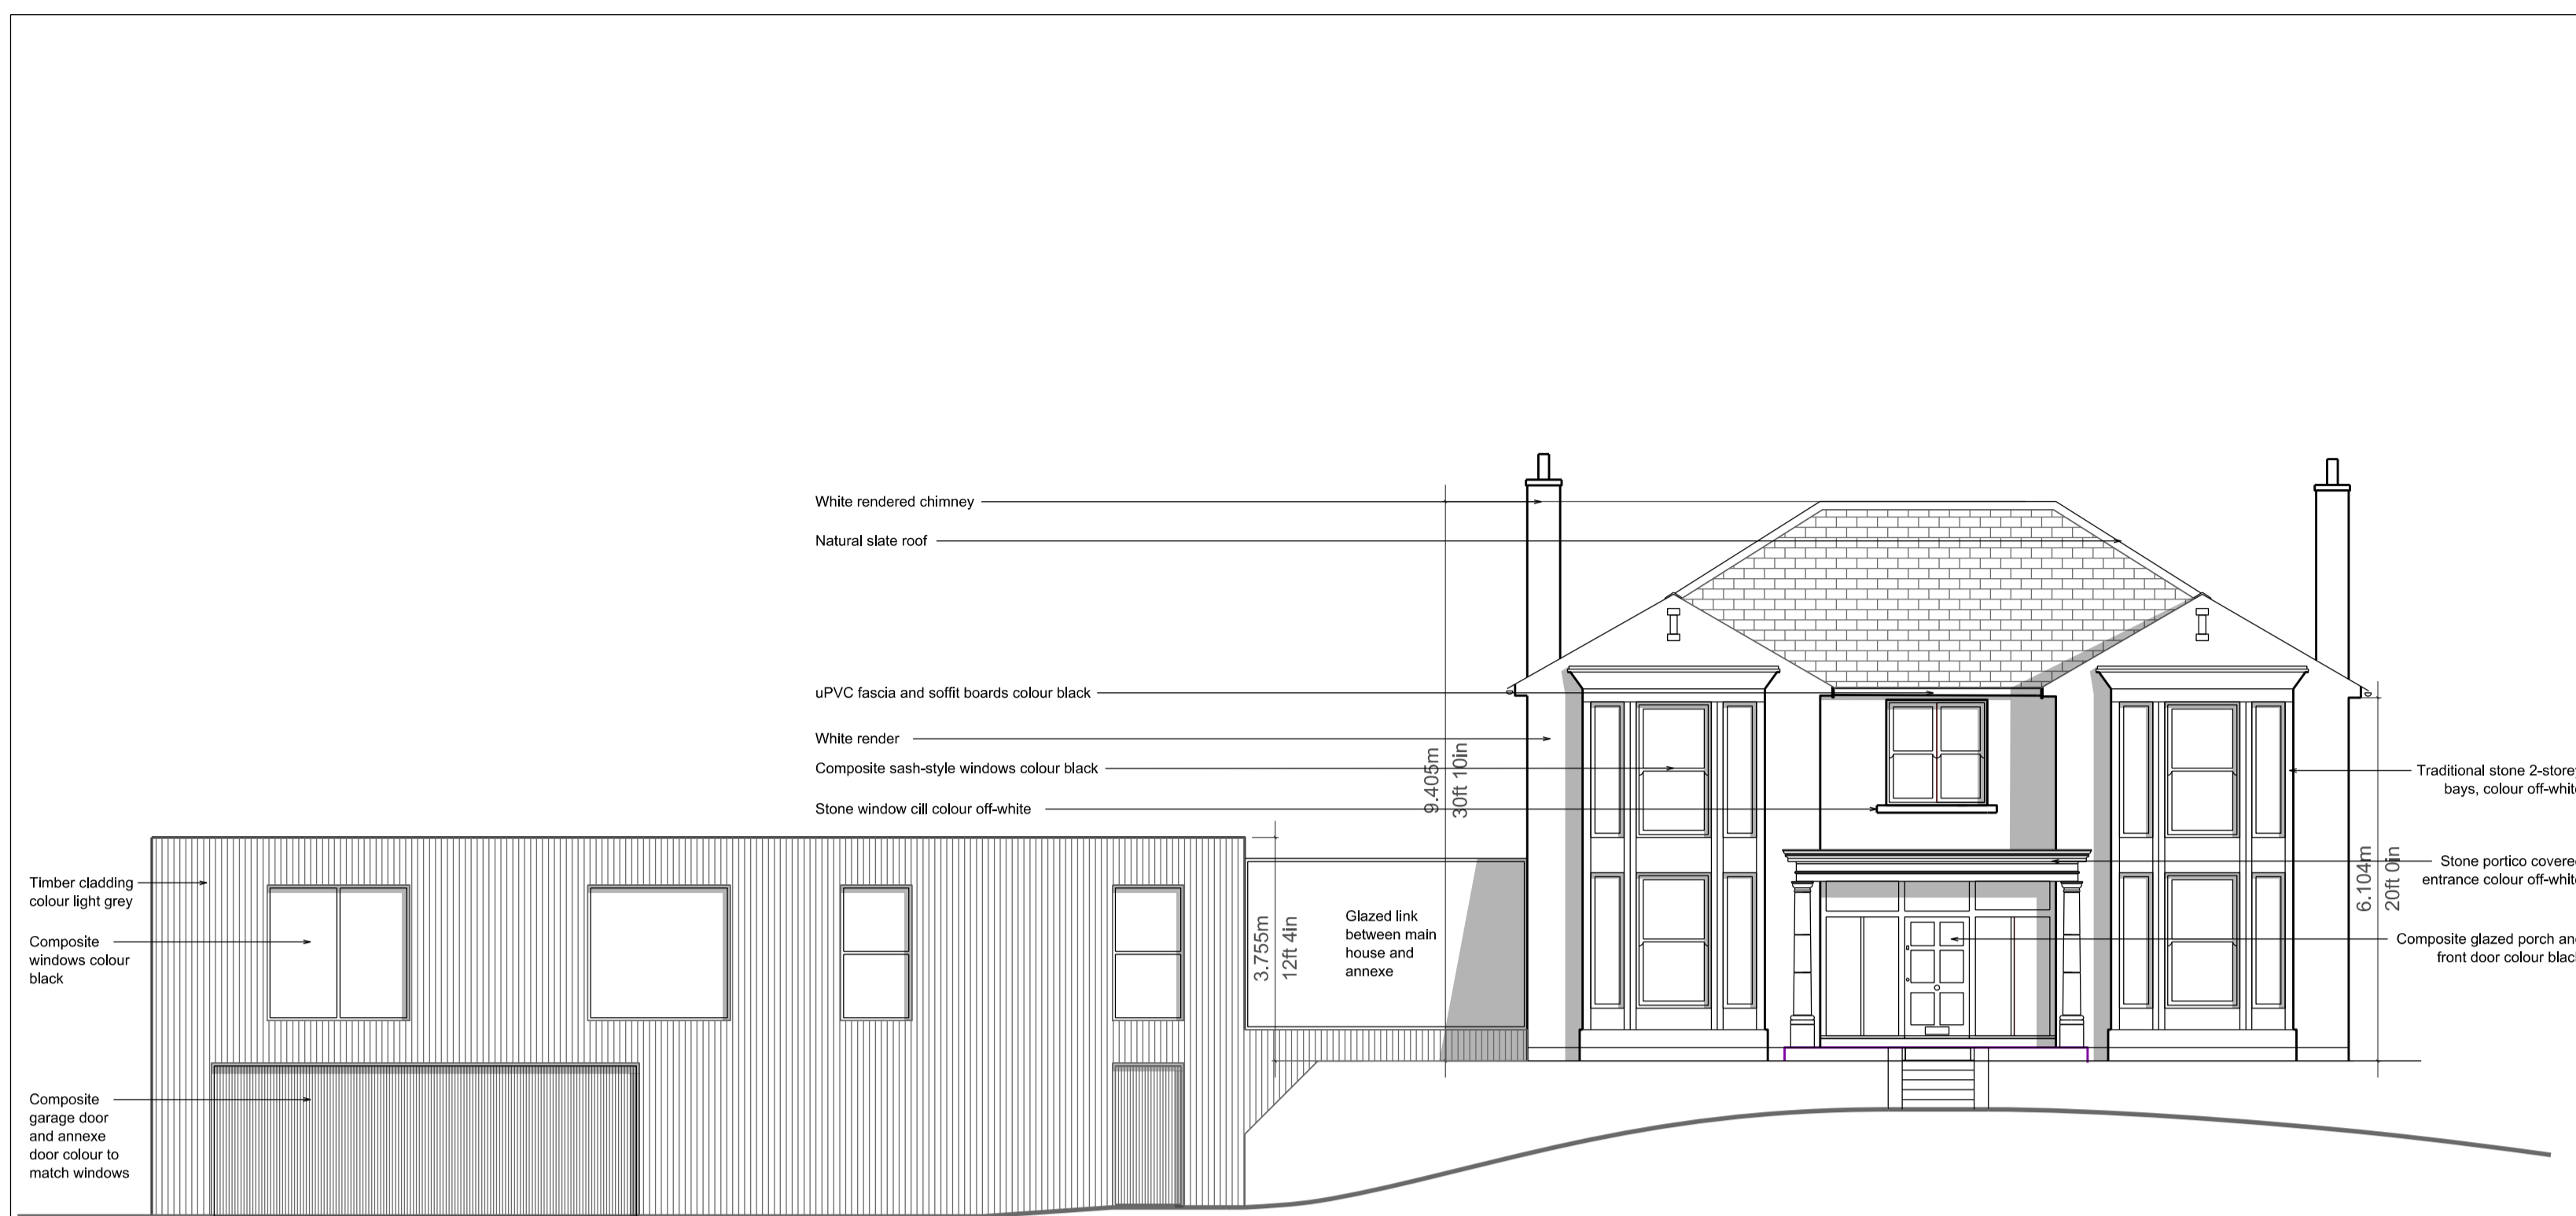 White rendered chimney
Natural slate roof
uPVC fascia and soffit boards colour black
White render
Composite sash-style windows colour black
Stone window cill colour off-white
9.405m
30ft 10in
Timber cladding
colour light grey
Composite
windows colour
black
Composite
garage door
and annexe
door colour to
match windows
3.755m
12ft 4in
Glazed link
between main
house and
annexe
6.104m
20ft 0in
Traditional stone 2-store
bays, colour off-whit
Stone portico covere
entrance colour off-whit
Composite glazed porch an
front door colour blac